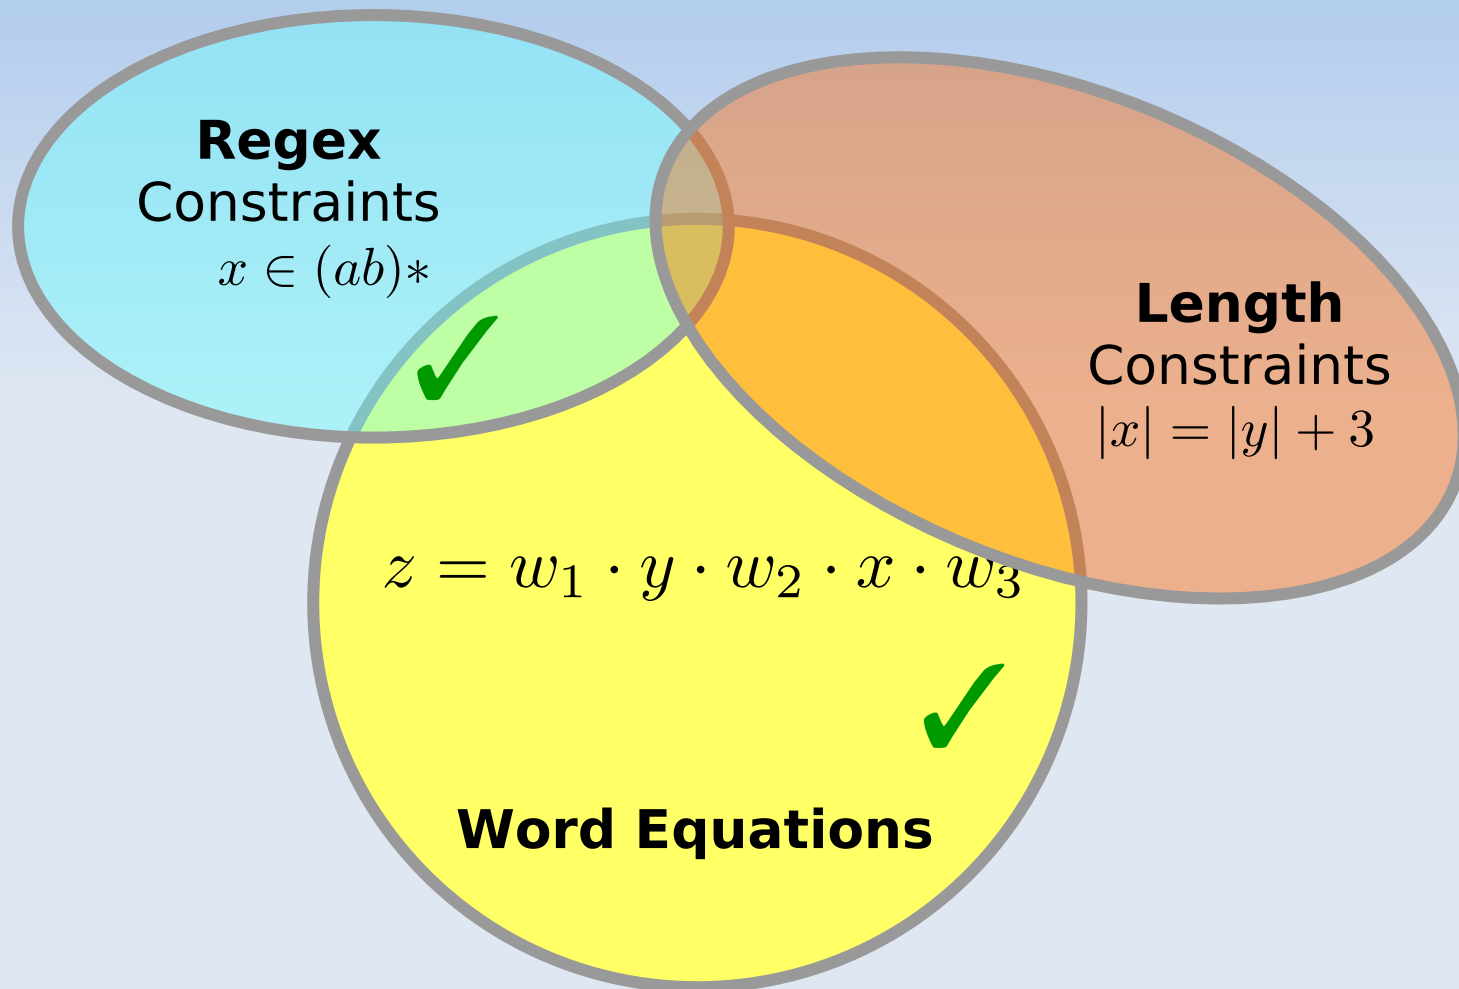 Regex
Constraints
x ∈ (ab)*
✓
Length
Constraints
|x| = |y| + 3
z = w₁ · y · w₂ · x · w₃
✓
Word Equations